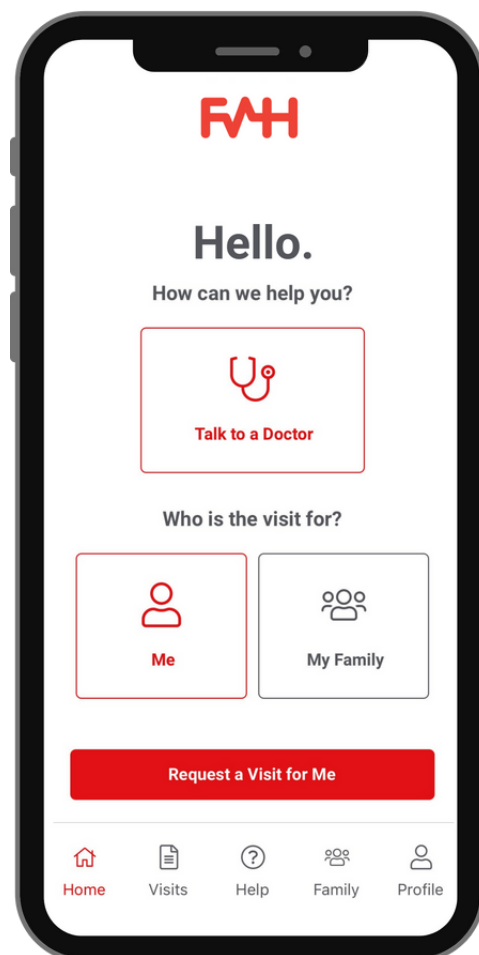 FAH
Hello.
How can we help you?
Talk to a Doctor
Who is the visit for?
Me
My Family
Request a Visit for Me
Home
Visits
Help
Family
Profile